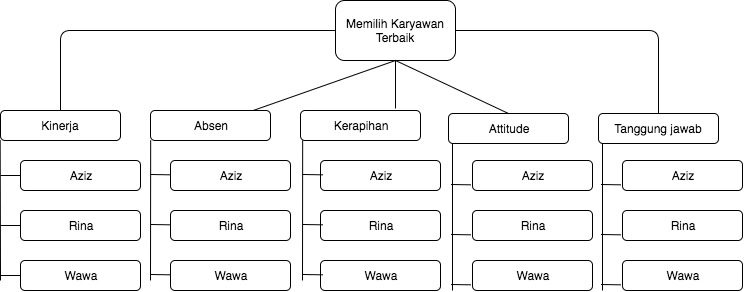 Memilih Karyawan
Terbaik
Kinerja
Absen
Kerapihan
Attitude
Tanggung jawab
Aziz
Aziz
Aziz
Aziz
Aziz
Rina
Rina
Rina
Rina
Rina
Wawa
Wawa
Wawa
Wawa
Wawa